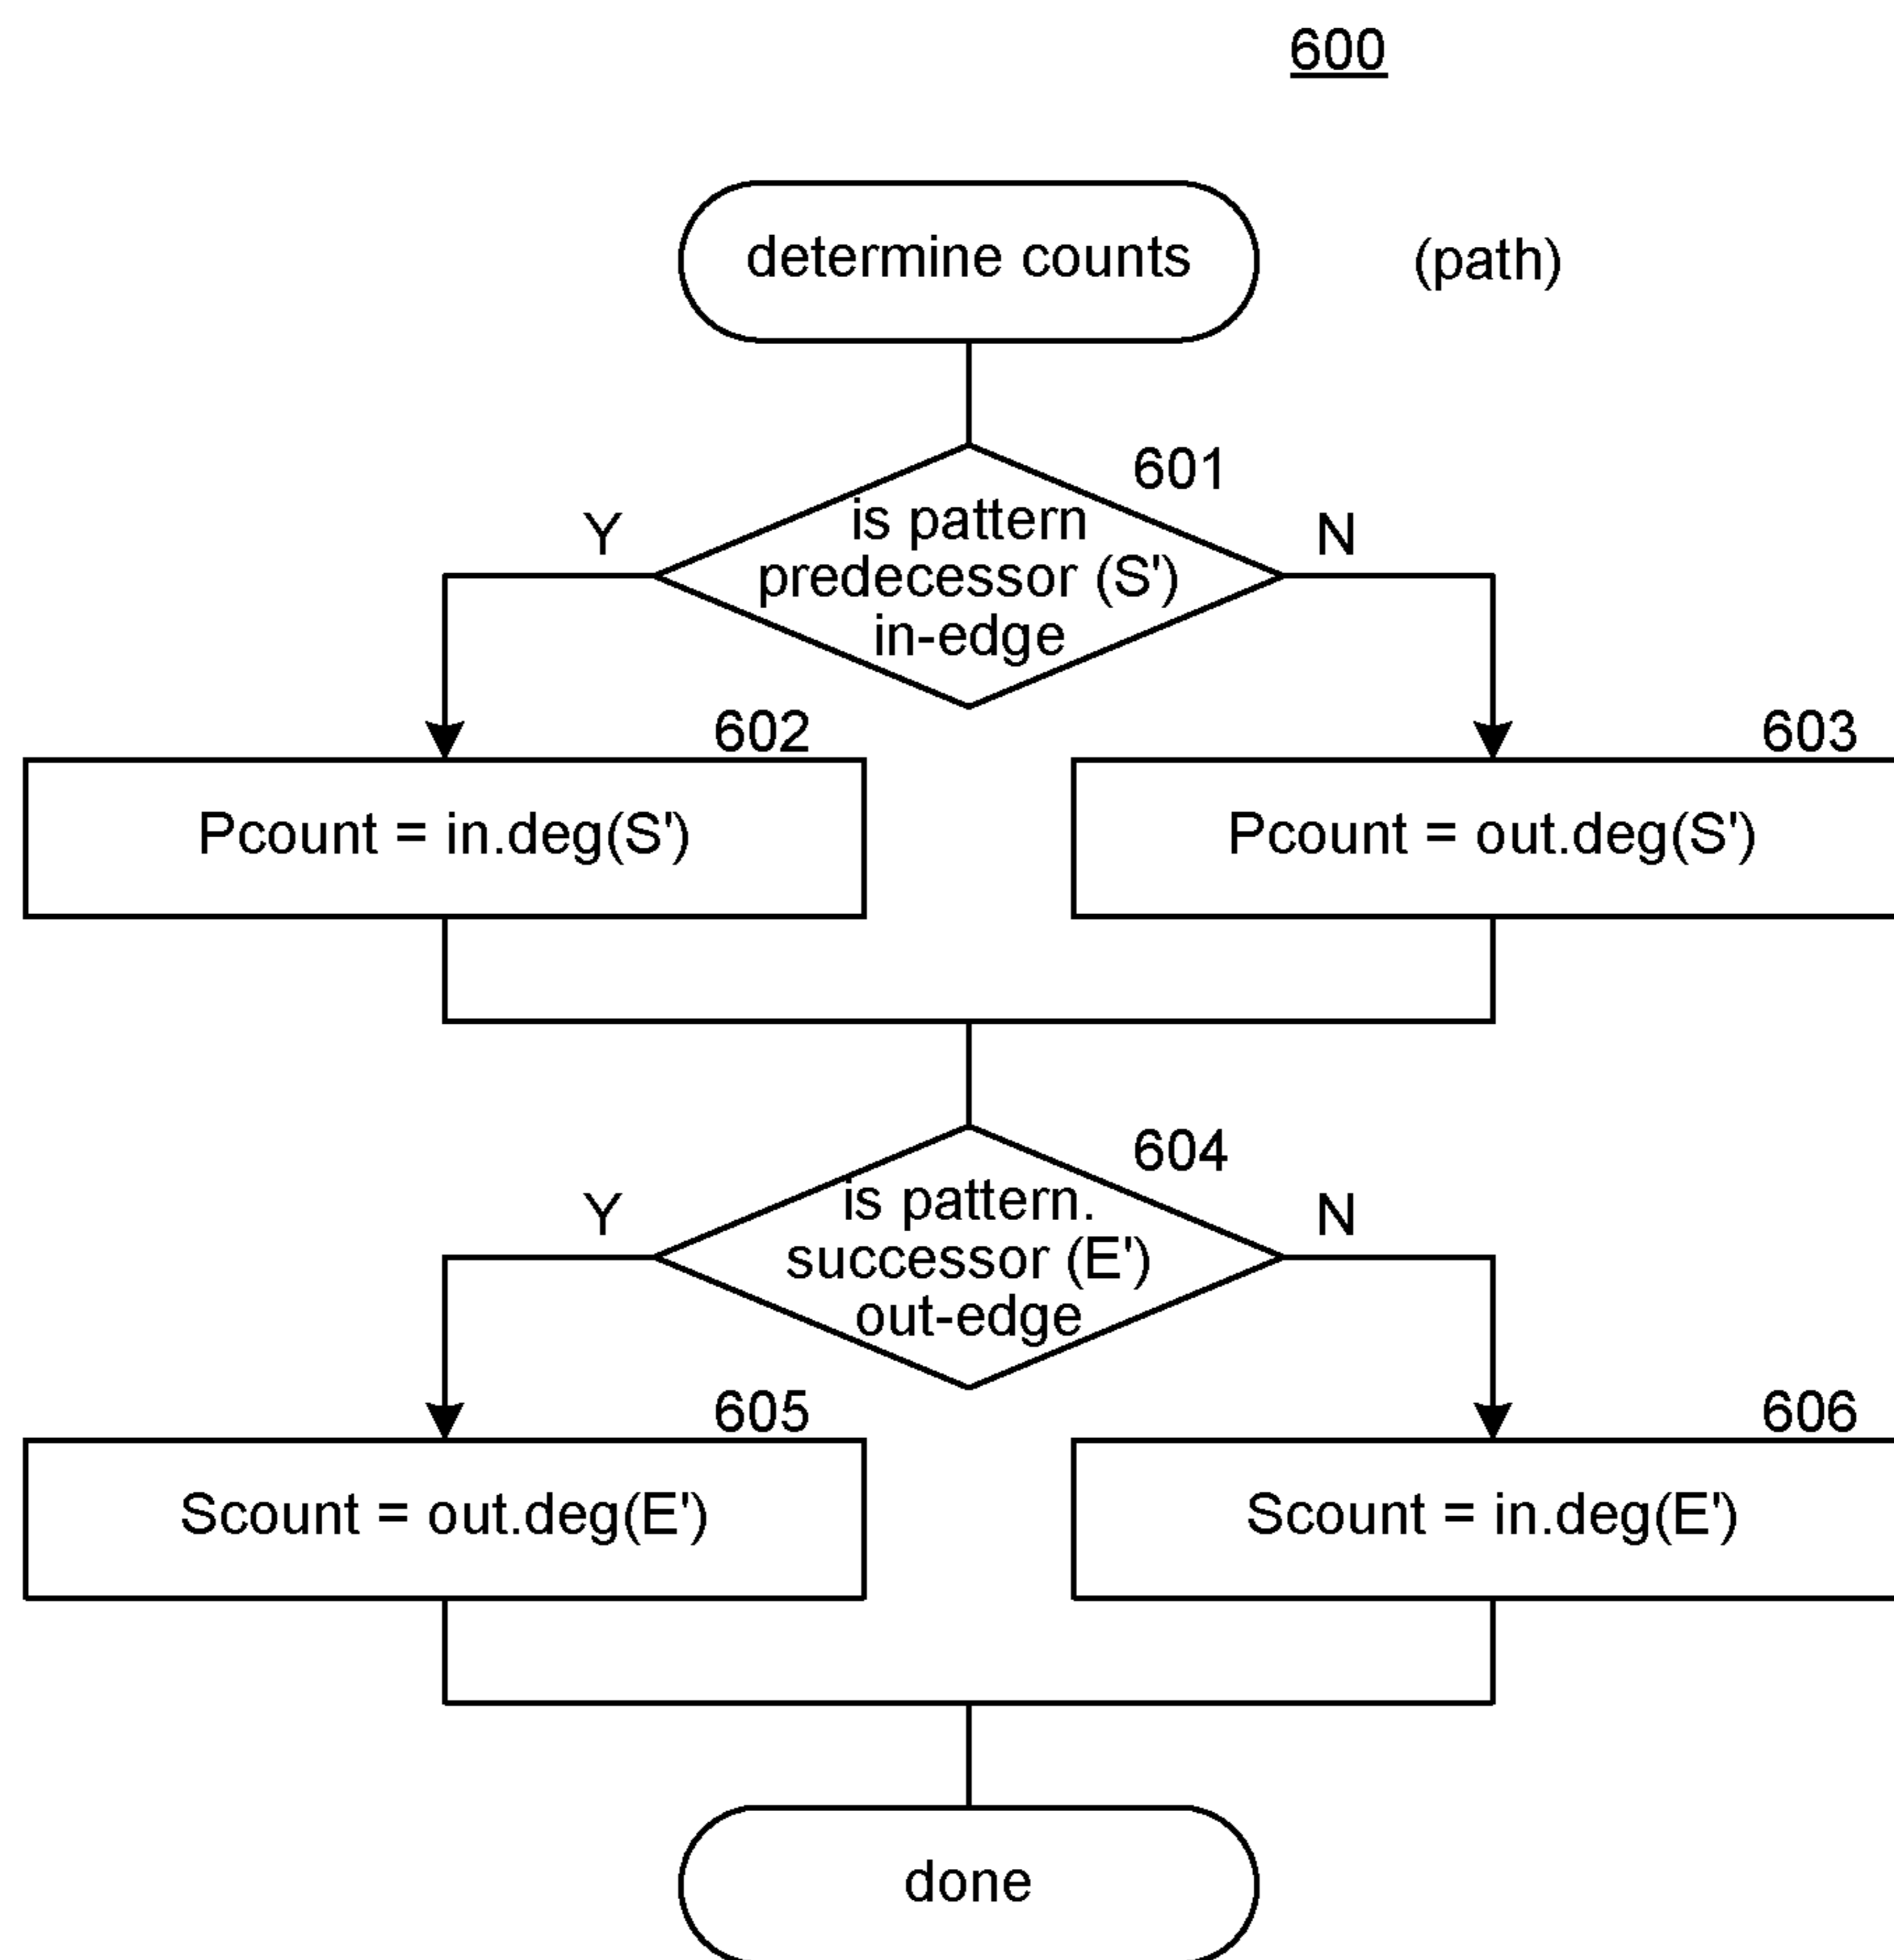 600
determine counts
(path)
601
Y
N
is pattern
predecessor (S')
in-edge
602
603
Pcount = in.deg(S')
Pcount = out.deg(S')
604
Y
N
is pattern.
successor (E')
out-edge
605
606
Scount = out.deg(E')
Scount = in.deg(E')
done